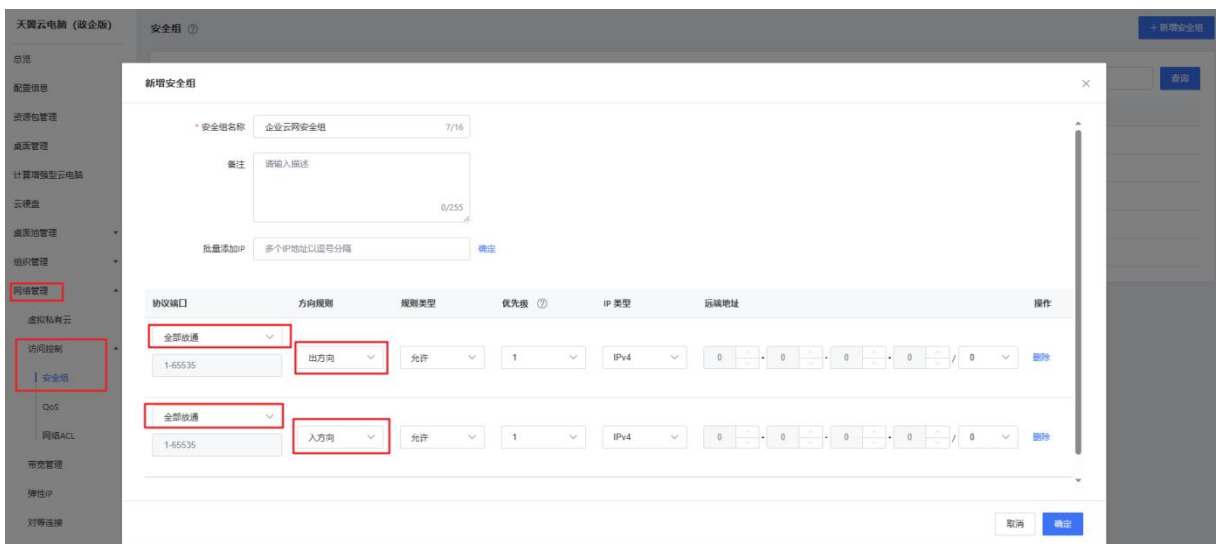 天翼云电脑（政企版）
安全组
＋新增安全组
总览
配置信息
资源包管理
桌面管理
计算增强型云电脑
云硬盘
桌面池管理
组织管理
网络管理
虚拟私有云
访问控制
安全组
QoS
网络ACL
带宽管理
弹性IP
对等连接
查询
新增安全组 ×
* 安全组名称 企业云网安全组 7/16
备注 请输入描述
0/255
批量添加IP 多个IP地址以逗号分隔 确定
协议端口 方向规则 规则类型 优先级 ? IP 类型 远端地址 操作
全部放通
1-65535 出方向 允许 1 IPv4 0 . 0 . 0 . 0 / 0 删除
全部放通
1-65535 入方向 允许 1 IPv4 0 . 0 . 0 . 0 / 0 删除
取消 确定